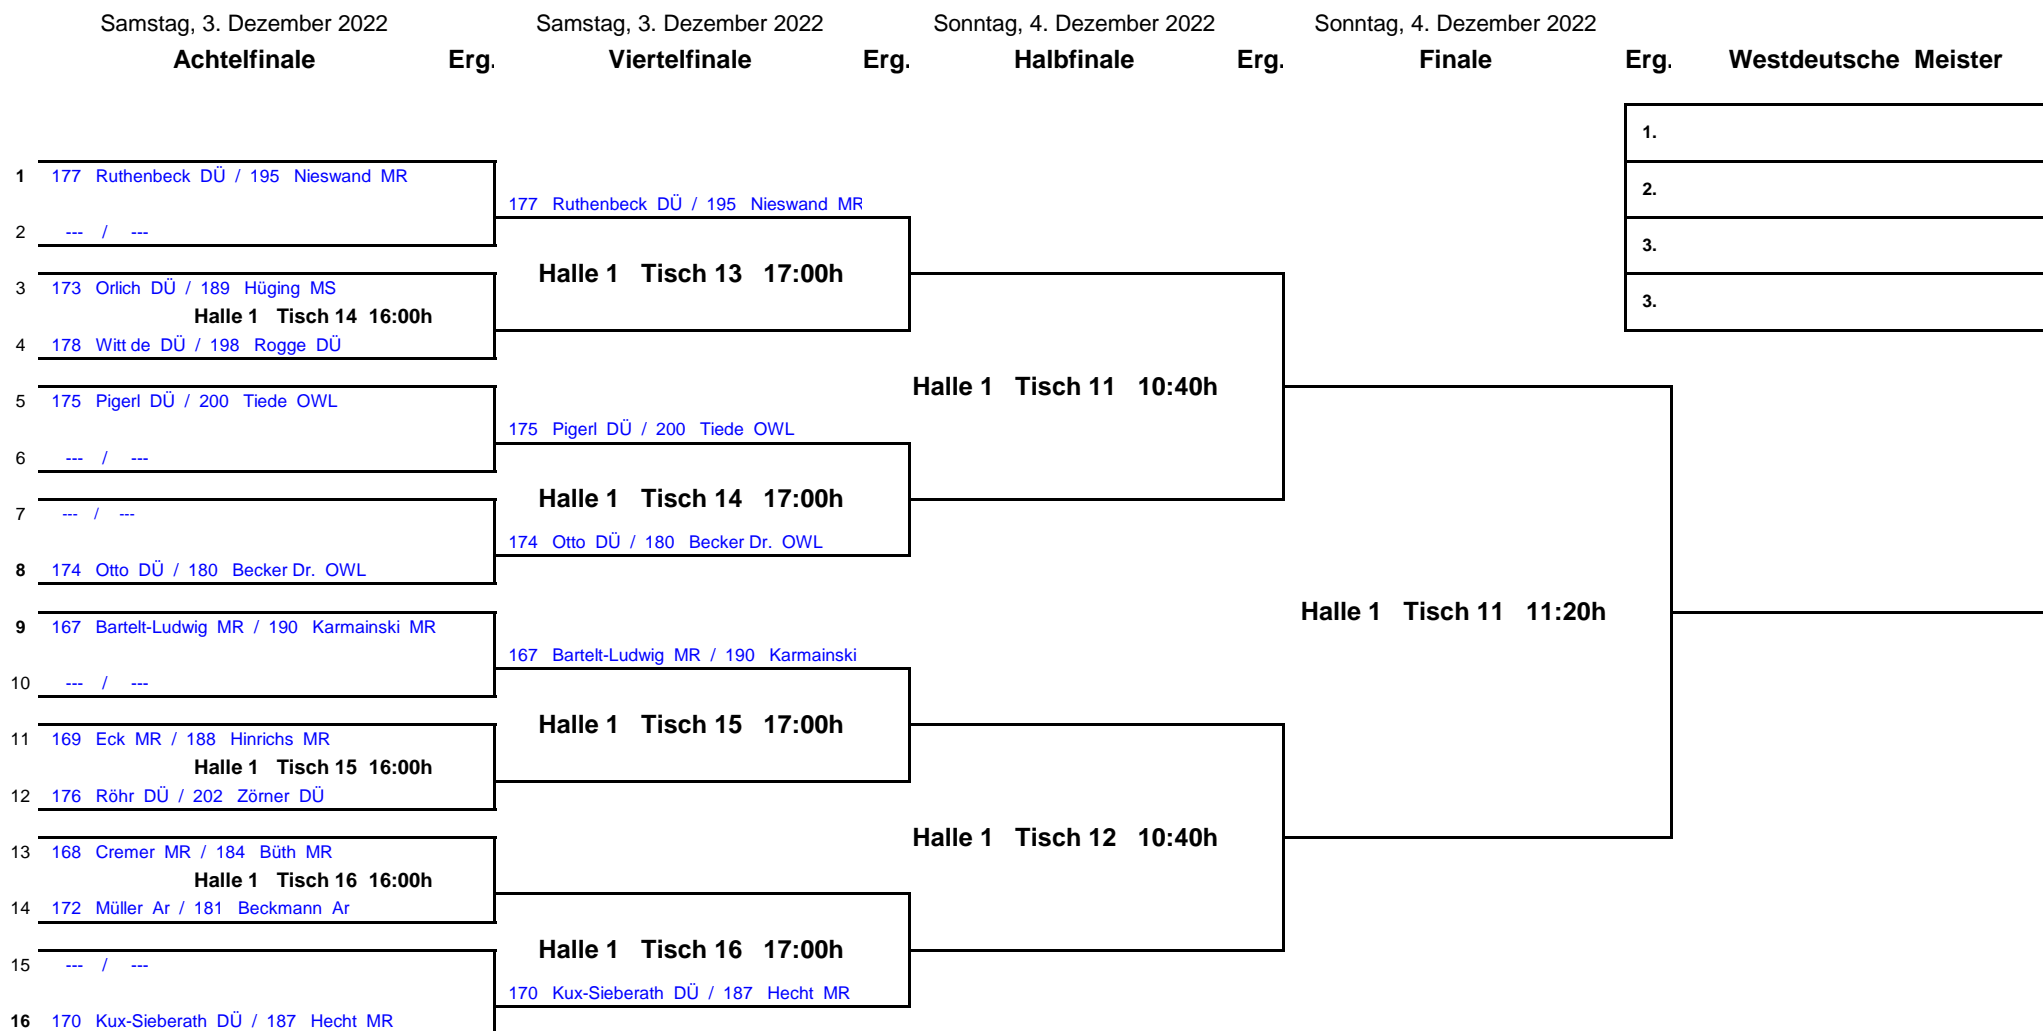 Samstag, 3. Dezember 2022 Samstag, 3. Dezember 2022 Sonntag, 4. Dezember 2022 Sonntag, 4. Dezember 2022
Achtelfinale Erg. Viertelfinale Erg. Halbfinale Erg. Finale Erg. Westdeutsche Meister
1.
1 177 Ruthenbeck DÜ / 195 Nieswand MR
2.
177 Ruthenbeck DÜ / 195 Nieswand MR
2 --- / ---
3.
Halle 1 Tisch 13 17:00h
3 173 Orlich DÜ / 189 Hüging MS
3.
Halle 1 Tisch 14 16:00h
4 178 Witt de DÜ / 198 Rogge DÜ
Halle 1 Tisch 11 10:40h
5 175 Pigerl DÜ / 200 Tiede OWL
175 Pigerl DÜ / 200 Tiede OWL
6 --- / ---
Halle 1 Tisch 14 17:00h
7 --- / ---
174 Otto DÜ / 180 Becker Dr. OWL
8 174 Otto DÜ / 180 Becker Dr. OWL
Halle 1 Tisch 11 11:20h
9 167 Bartelt-Ludwig MR / 190 Karmainski MR
167 Bartelt-Ludwig MR / 190 Karmainski
10 --- / ---
Halle 1 Tisch 15 17:00h
11 169 Eck MR / 188 Hinrichs MR
Halle 1 Tisch 15 16:00h
12 176 Röhr DÜ / 202 Zörner DÜ
Halle 1 Tisch 12 10:40h
13 168 Cremer MR / 184 Büth MR
Halle 1 Tisch 16 16:00h
14 172 Müller Ar / 181 Beckmann Ar
Halle 1 Tisch 16 17:00h
15 --- / ---
170 Kux-Sieberath DÜ / 187 Hecht MR
16 170 Kux-Sieberath DÜ / 187 Hecht MR